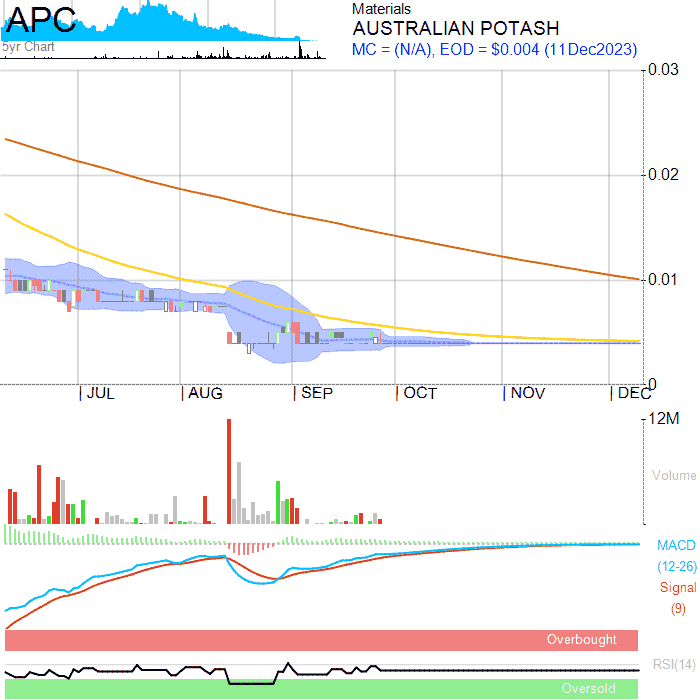 APC
5yr Chart
Materials
AUSTRALIAN POTASH
MC = (N/A), EOD = $0.004 (11Dec2023)
0.03
0.02
0.01
0
JUL AUG SEP OCT NOV DEC
12M
Volume
MACD
(12-26)
Signal
(9)
Overbought
RSI(14)
Oversold